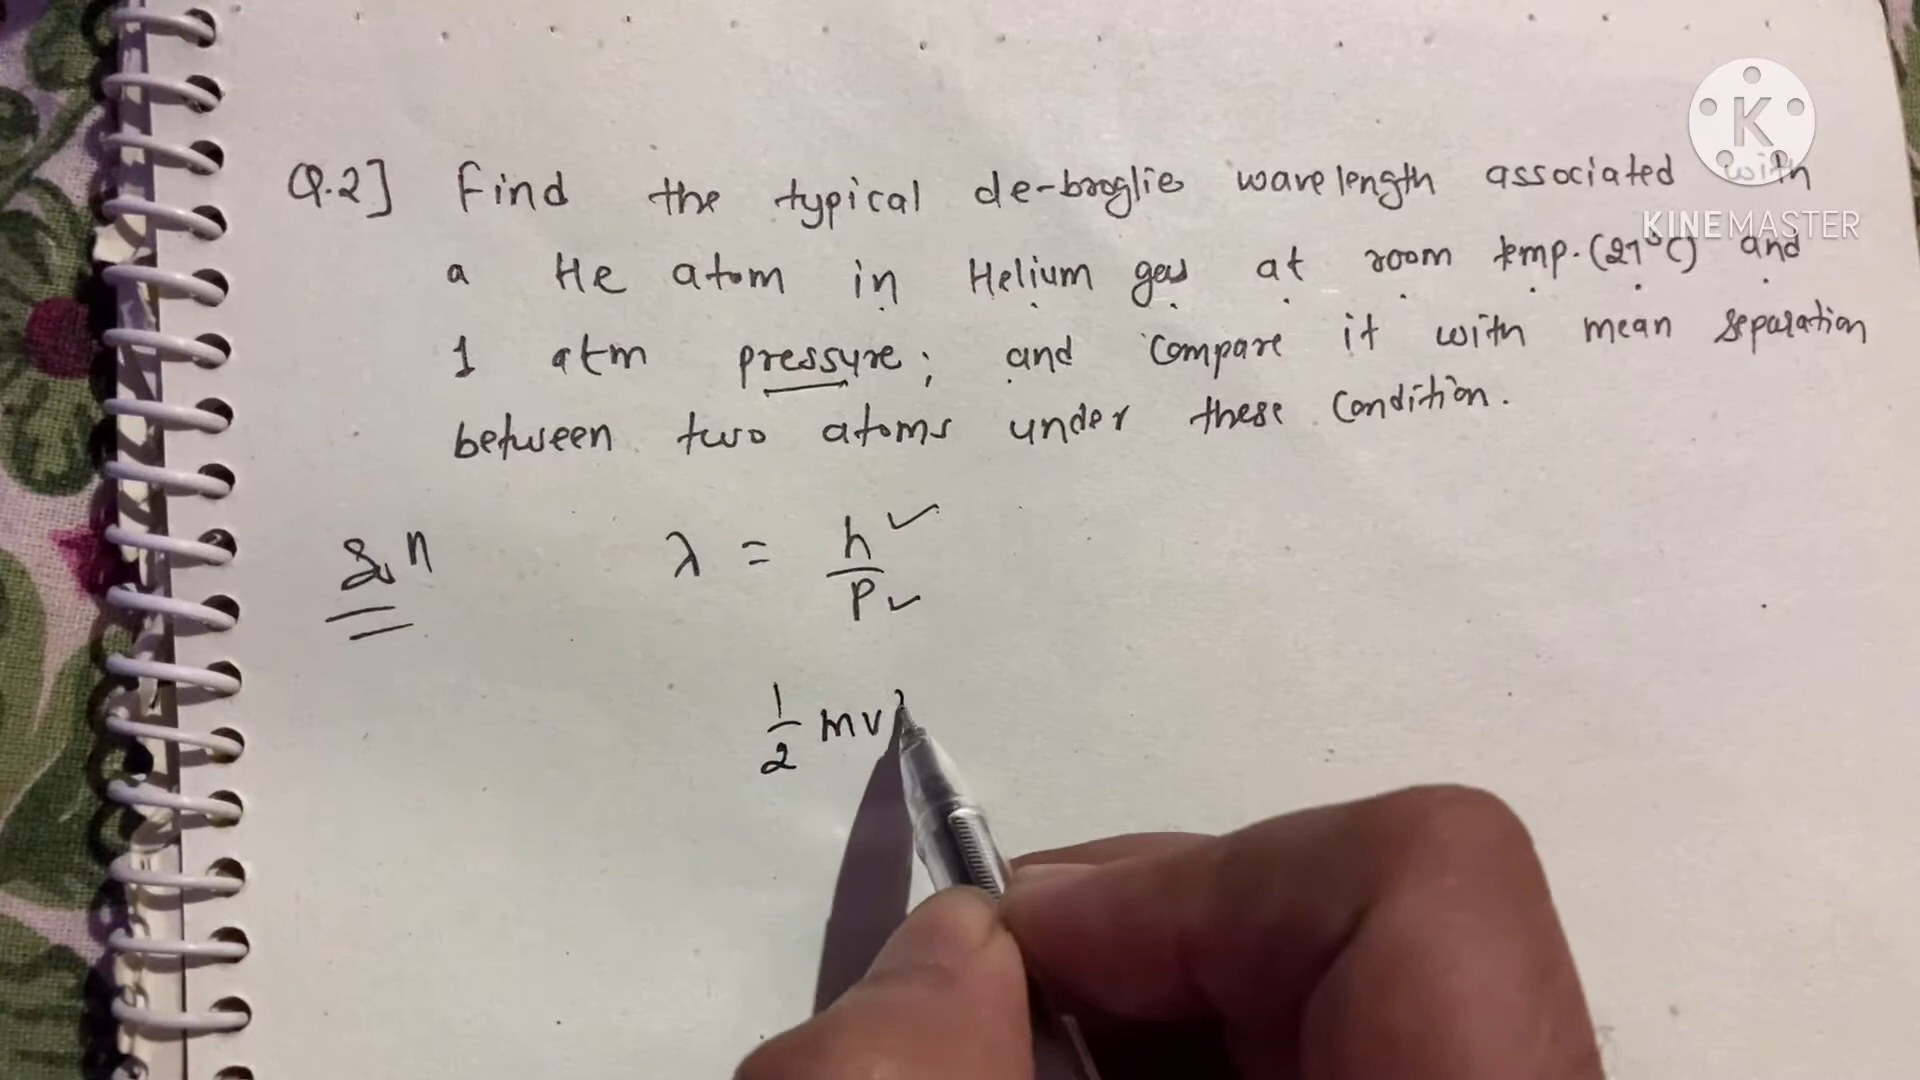 K
KINEMASTER
Q.2] Find the typical de-broglie wavelength associated with
a He atom in Helium gas at room temp. (27°C) and
1 atm pressure; and compare it with mean separation
between two atoms under these condition.
Soln λ = h/P
1/2 mv²